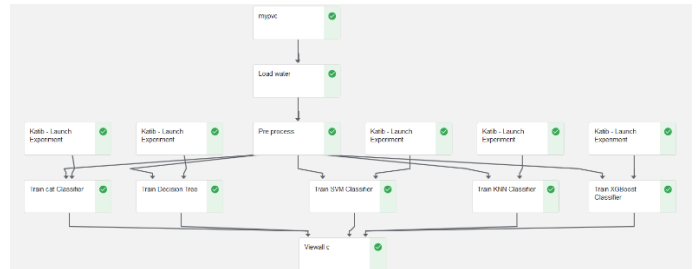 mypvc
Load water
Katib - Launch
Experiment
Katib - Launch
Experiment
Pre process
Katib - Launch
Experiment
Katib - Launch
Experiment
Katib - Launch
Experiment
Train cat Classifier
Train Decision Tree
Train SVM Classifier
Train KNN Classifier
Train XGBoost
Classifier